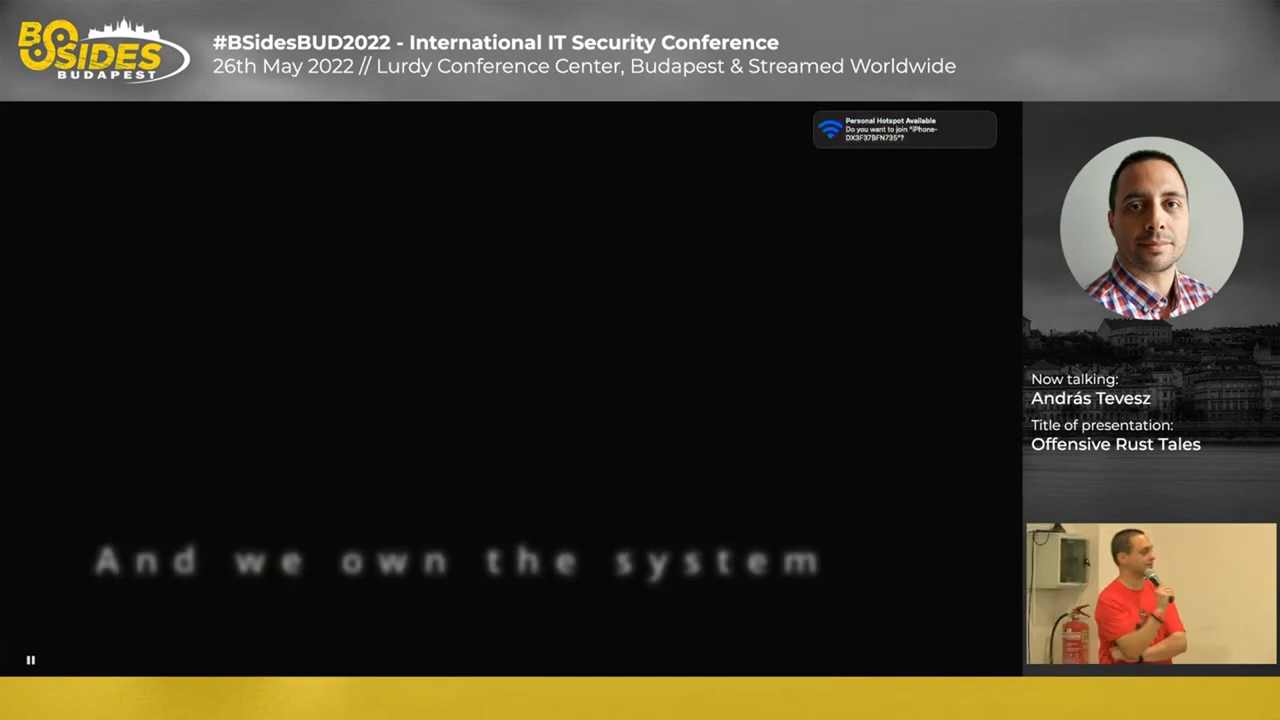 BSIDES
BUDAPEST
#BSidesBUD2022 - International IT Security Conference
26th May 2022 // Lurdy Conference Center, Budapest & Streamed Worldwide
Personal Hotspot Available
Do you want to join "iPhone-
DX3F37BFN735"?
Now talking:
András Tevesz
Title of presentation:
Offensive Rust Tales
And we own the system